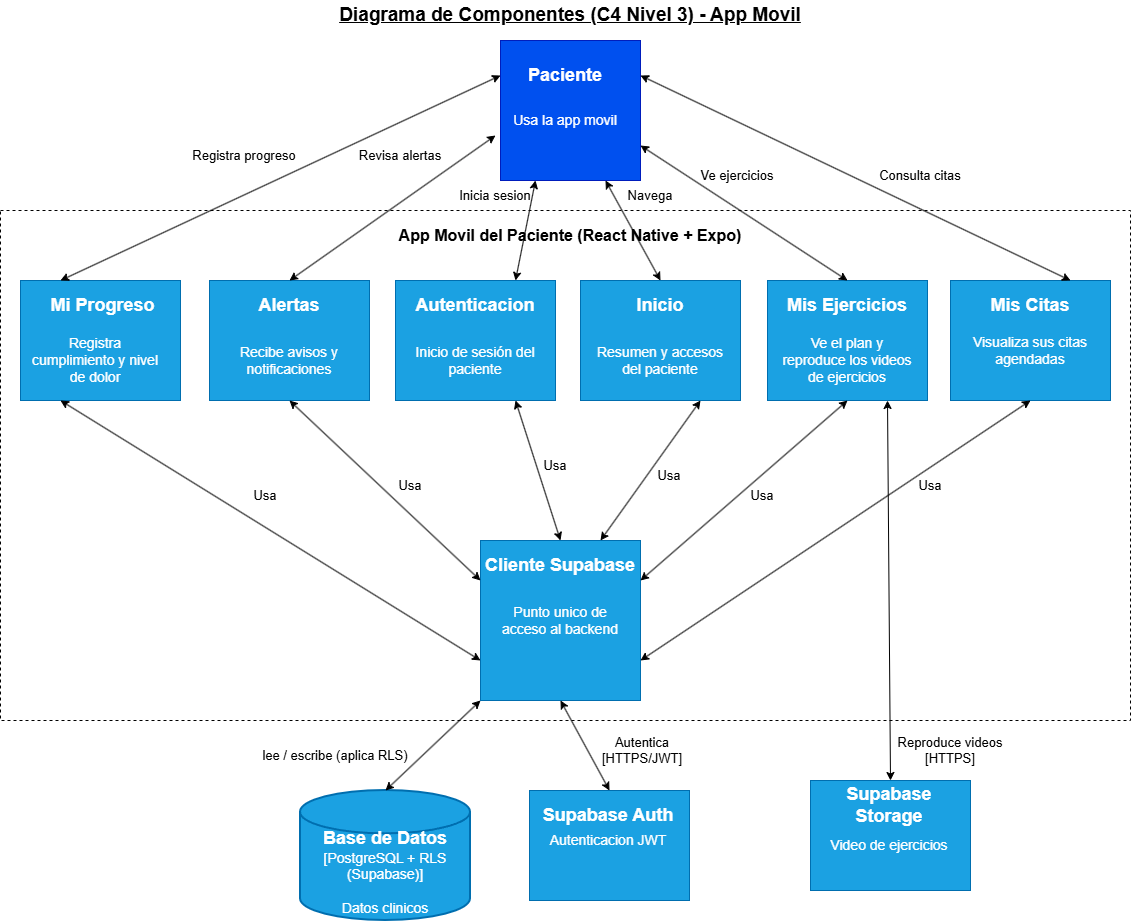 Diagrama de Componentes (C4 Nivel 3) - App Movil
Paciente
Usa la app movil
Registra progreso
Revisa alertas
Inicia sesion
Navega
Ve ejercicios
Consulta citas
App Movil del Paciente (React Native + Expo)
Mi Progreso
Registra
cumplimiento y nivel
de dolor
Alertas
Recibe avisos y
notificaciones
Autenticacion
Inicio de sesión del
paciente
Inicio
Resumen y accesos
del paciente
Mis Ejercicios
Ve el plan y
reproduce los videos
de ejercicios
Mis Citas
Visualiza sus citas
agendadas
Usa
Usa
Usa
Usa
Usa
Usa
Cliente Supabase
Punto unico de
acceso al backend
lee / escribe (aplica RLS)
Autentica
[HTTPS/JWT]
Reproduce videos
[HTTPS]
Base de Datos
[PostgreSQL + RLS
(Supabase)]
Datos clinicos
Supabase Auth
Autenticacion JWT
Supabase
Storage
Video de ejercicios